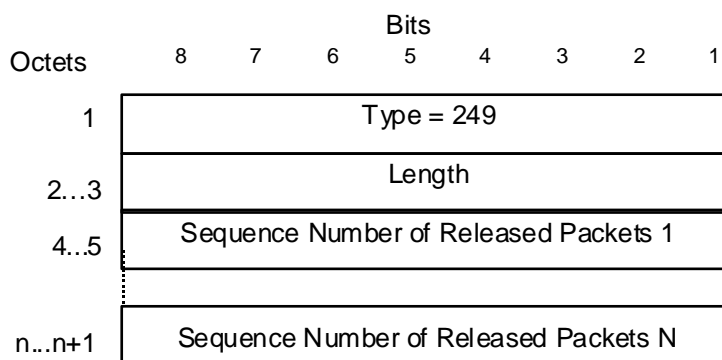 Bits
Octets 8 7 6 5 4 3 2 1
1 Type = 249
2...3 Length
4...5 Sequence Number of Released Packets 1
n...n+1 Sequence Number of Released Packets N